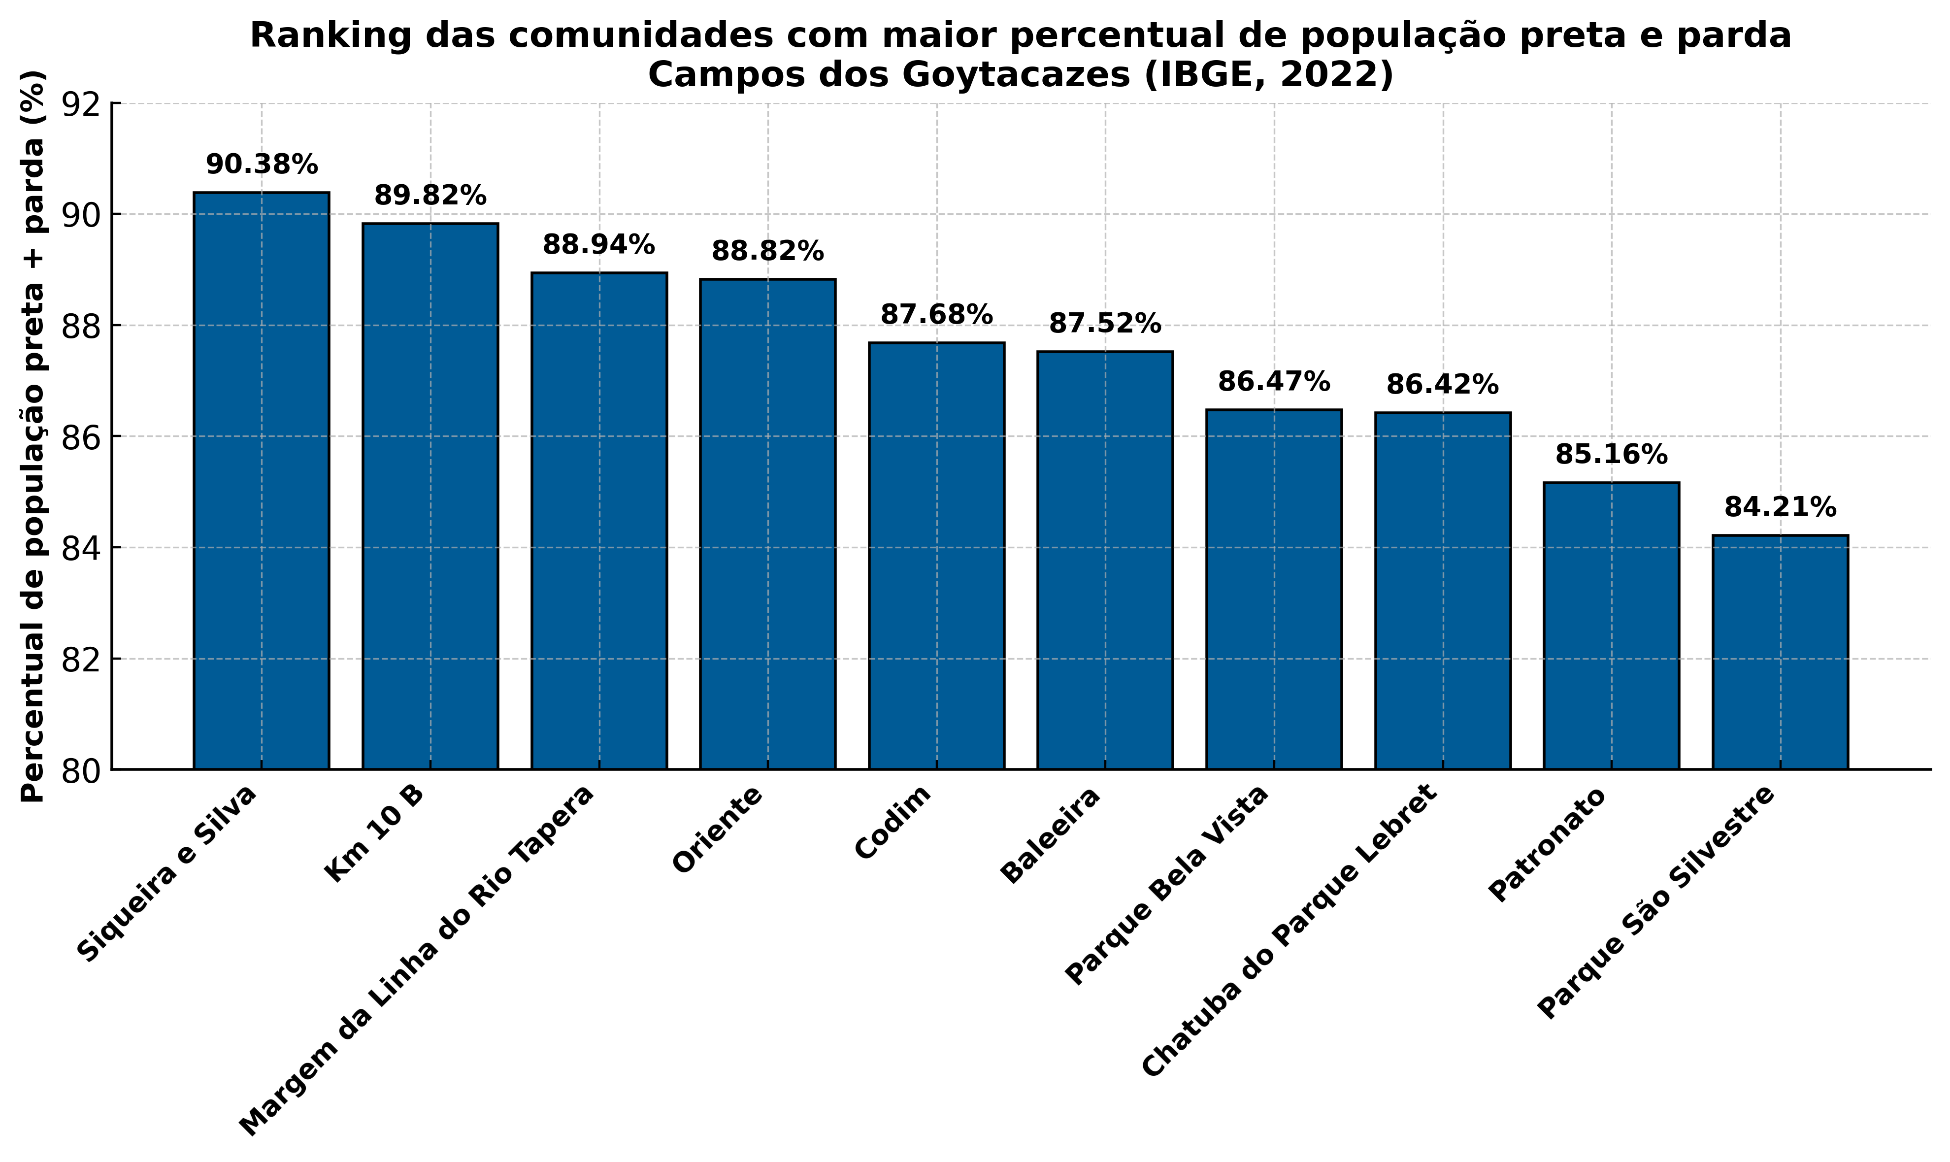 Ranking das comunidades com maior percentual de população preta e parda
Campos dos Goytacazes (IBGE, 2022)
Percentual de população preta + parda (%)
92
90
88
86
84
82
80
90.38%
89.82%
88.94%
88.82%
87.68%
87.52%
86.47%
86.42%
85.16%
84.21%
Siqueira e Silva
Km 10 B
Margem da Linha do Rio Tapera
Oriente
Codim
Baleeira
Parque Bela Vista
Chatuba do Parque Lebret
Patronato
Parque São Silvestre